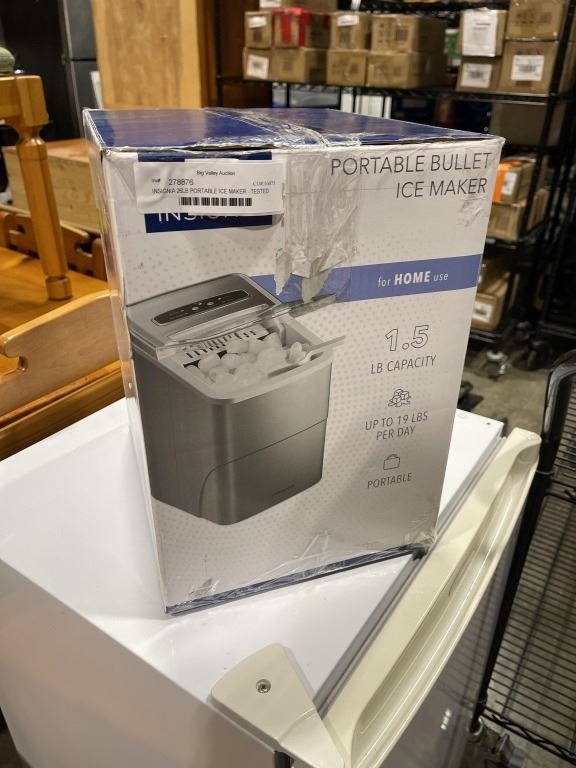 Big Valley Auction
278876
INSIGNIA 26LB PORTABLE ICE MAKER - TESTED
PORTABLE BULLET
ICE MAKER
for HOME use
1.5
LB CAPACITY
UP TO 19 LBS
PER DAY
PORTABLE